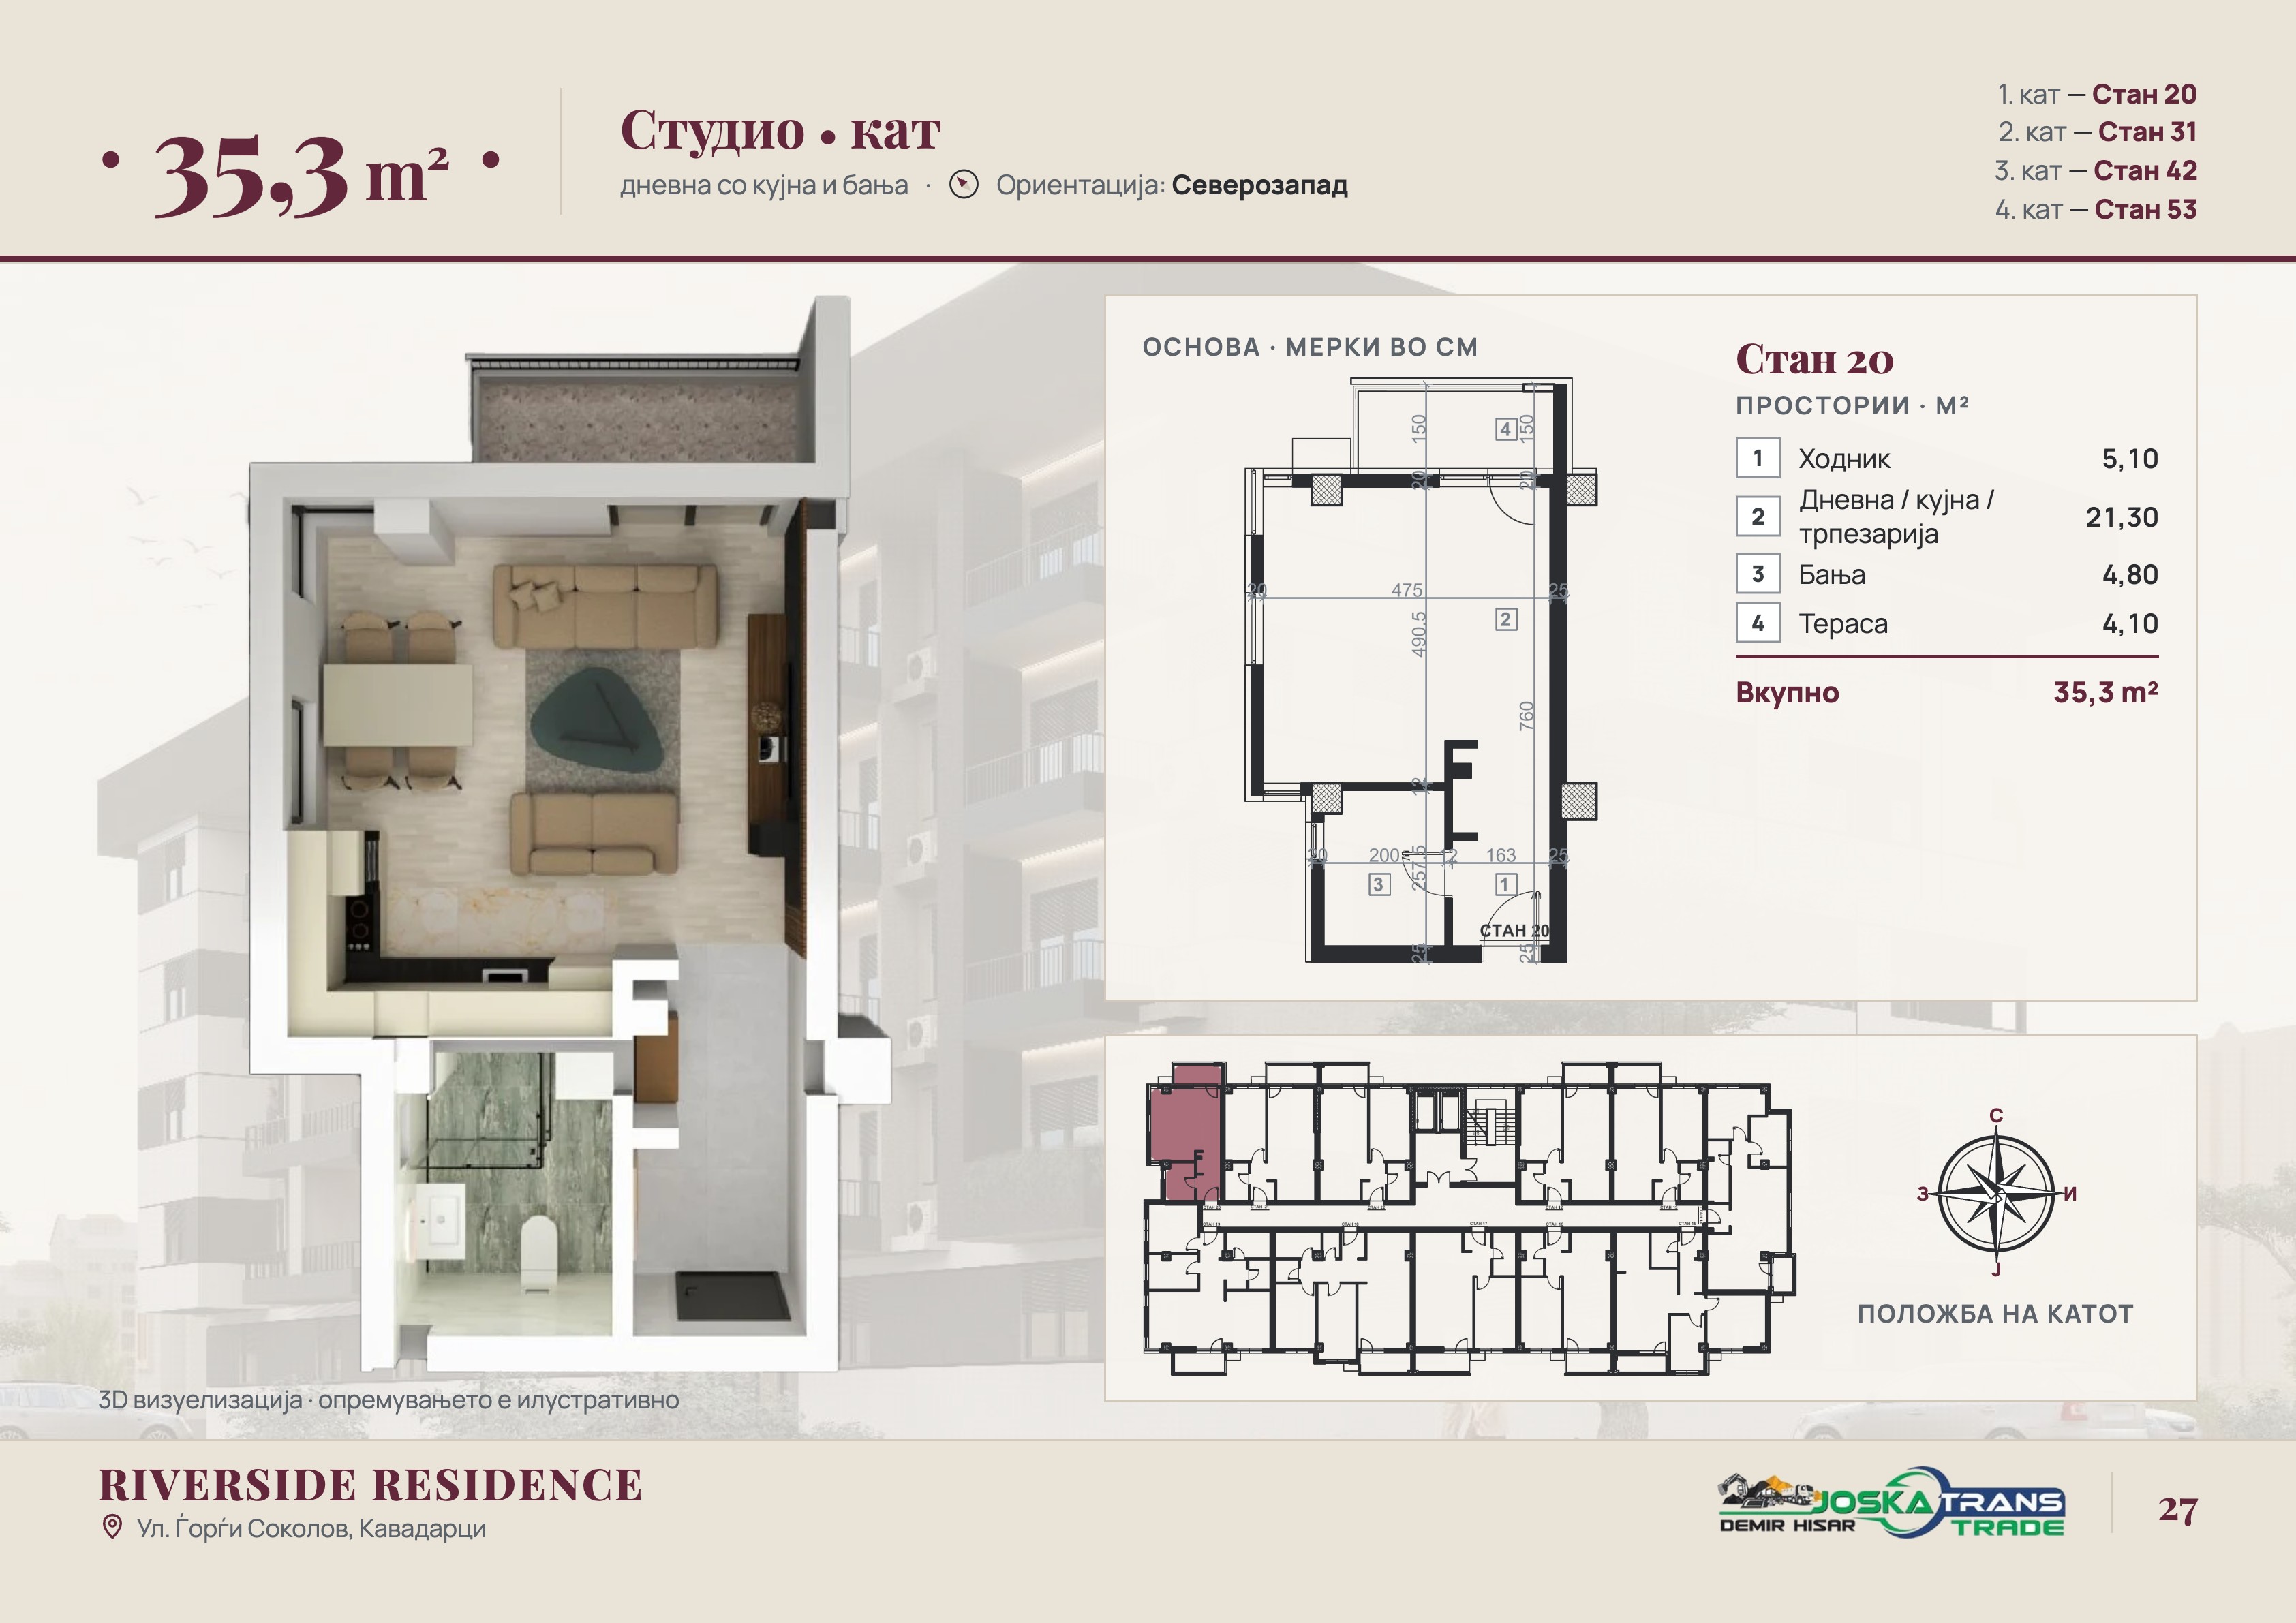 • 35,3 m² •
Студио • кат
дневна со кујна и бања · Ориентација: Северозапад
1. кат — Стан 20
2. кат — Стан 31
3. кат — Стан 42
4. кат — Стан 53
ОСНОВА · МЕРКИ ВО СМ
150
4
150
20
20
20
475
25
490.5
2
760
12
20
200
257.5
12
163
25
3
1
СТАН 20
25
25
Стан 20
ПРОСТОРИИ · М²
1 Ходник 5,10
2 Дневна / кујна /
трпезарија 21,30
3 Бања 4,80
4 Тераса 4,10
Вкупно 35,3 m²
С
З
И
Ј
ПОЛОЖБА НА КАТОТ
3D визуелизација · опремувањето е илустративно
RIVERSIDE RESIDENCE
Ул. Ѓорѓи Соколов, Кавадарци
JOSKA TRANS
DEMIR HISAR TRADE
27